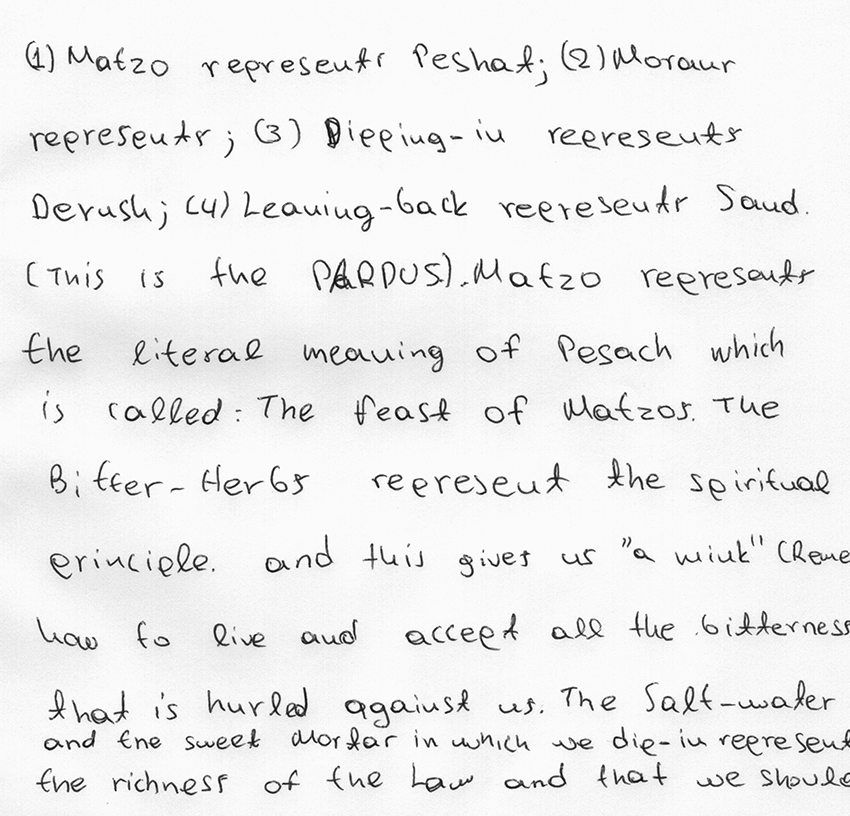 (1) Matzo represents Peshat; (2) Moraur
represents; (3) Dipping-in represents
Derush; (4) Leaning-back represents Saud.
(This is the PARDUS). Matzo represents
the literal meaning of Pesach which
is called: The feast of Matzos. The
Bitter-Herbs represent the spiritual
principle. and this gives us "a wink" (Reme
how to live and accept all the bitterness
that is hurled against us. The Salt-water
and the sweet Mortar in which we dip-in represent
the richness of the Law and that we should